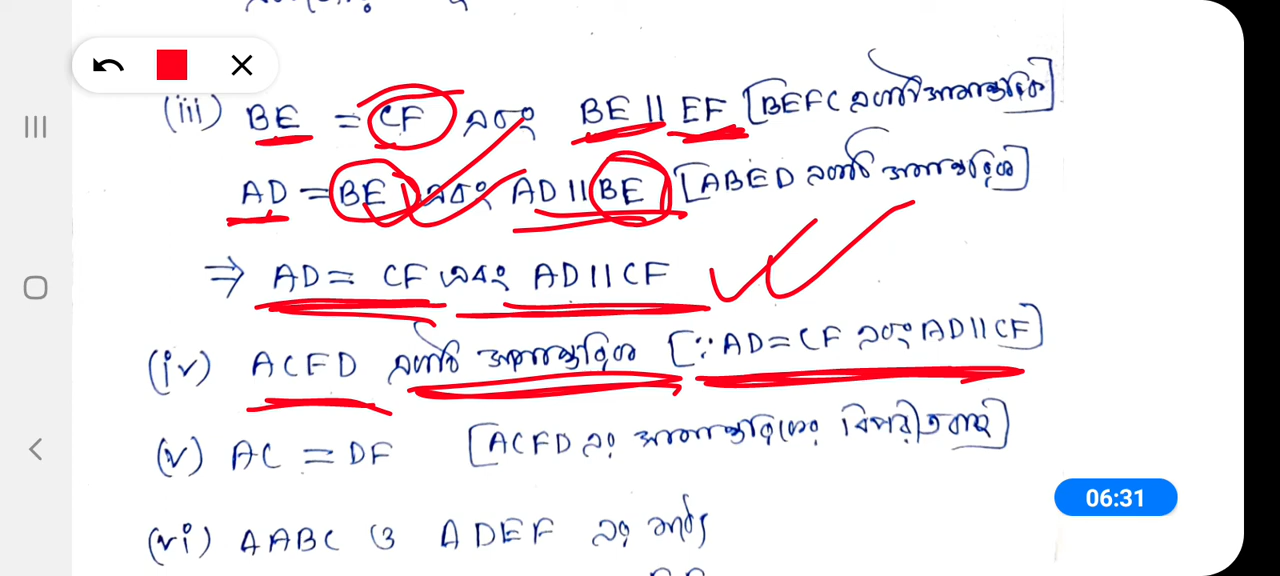 (iii) BE = CF এবং BE || EF [BEFC একটি সামান্তরিক]
AD = BE এবং AD || BE [ABED একটি সামান্তরিক]
⇒ AD = CF এবং AD || CF
(iv) ACFD একটি সামান্তরিক [∵ AD = CF এবং AD || CF]
(v) AC = DF [ACFD এর সামান্তরিকের বিপরীত বাহু]
(vi) ΔABC ও ΔDEF এর মধ্যে
06:31